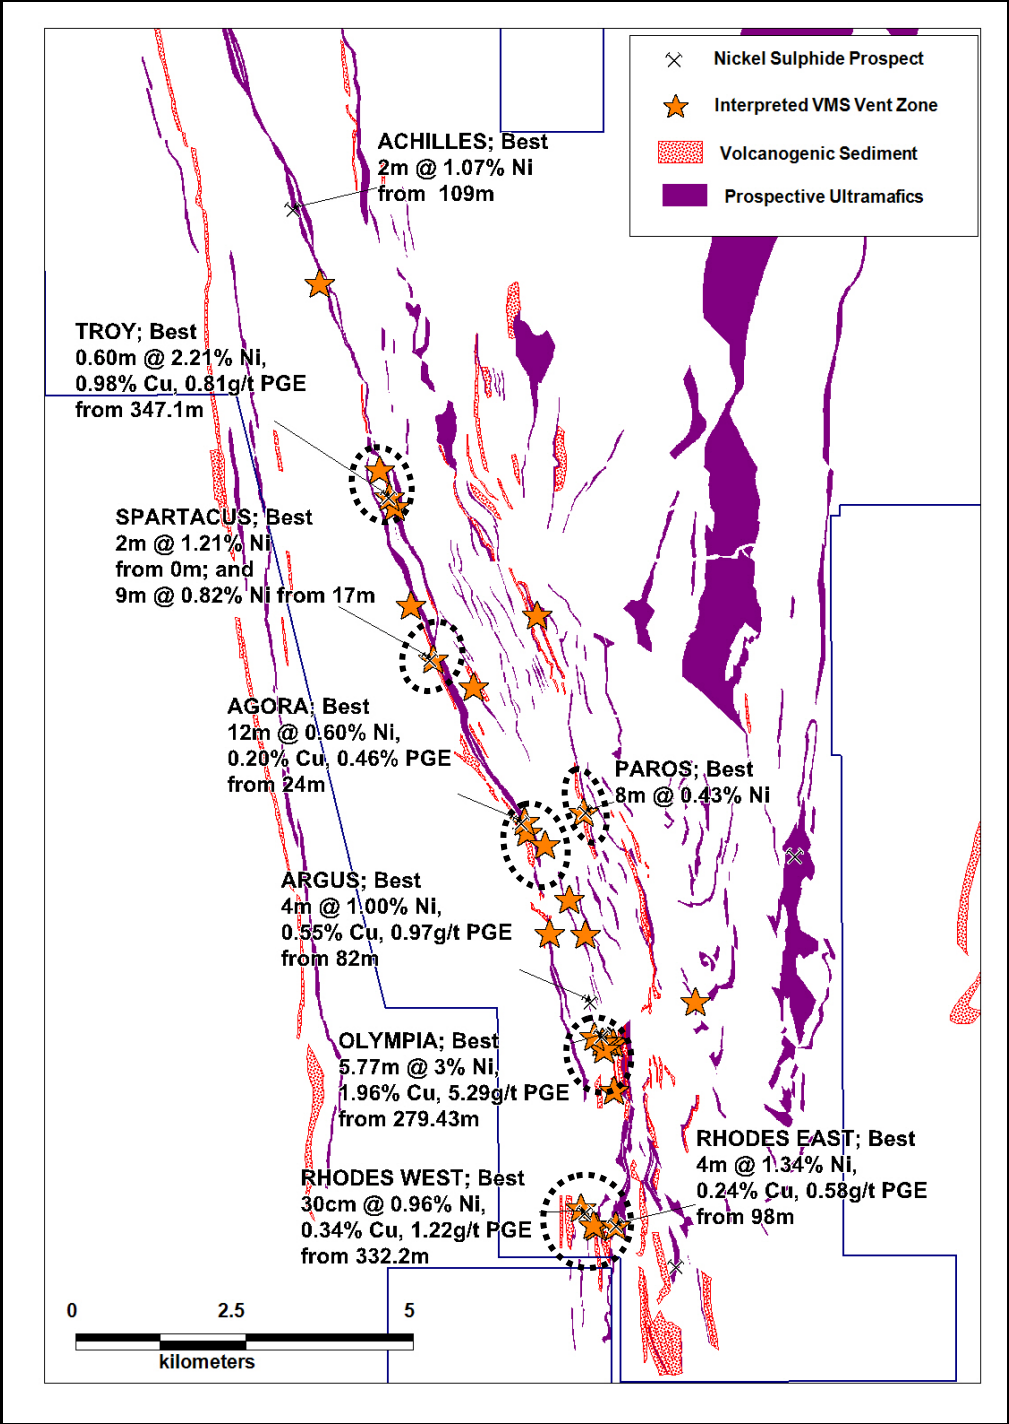 Nickel Sulphide Prospect
Interpreted VMS Vent Zone
Volcanogenic Sediment
Prospective Ultramafics
ACHILLES; Best
2m @ 1.07% Ni
from 109m
TROY; Best
0.60m @ 2.21% Ni,
0.98% Cu, 0.81g/t PGE
from 347.1m
SPARTACUS; Best
2m @ 1.21% Ni
from 0m; and
9m @ 0.82% Ni from 17m
AGORA; Best
12m @ 0.60% Ni,
0.20% Cu, 0.46% PGE
from 24m
PAROS; Best
8m @ 0.43% Ni
ARGUS; Best
4m @ 1.00% Ni,
0.55% Cu, 0.97g/t PGE
from 82m
OLYMPIA; Best
5.77m @ 3% Ni,
1.96% Cu, 5.29g/t PGE
from 279.43m
RHODES EAST; Best
4m @ 1.34% Ni,
0.24% Cu, 0.58g/t PGE
from 98m
RHODES WEST; Best
30cm @ 0.96% Ni,
0.34% Cu, 1.22g/t PGE
from 332.2m
0 2.5 5
kilometers